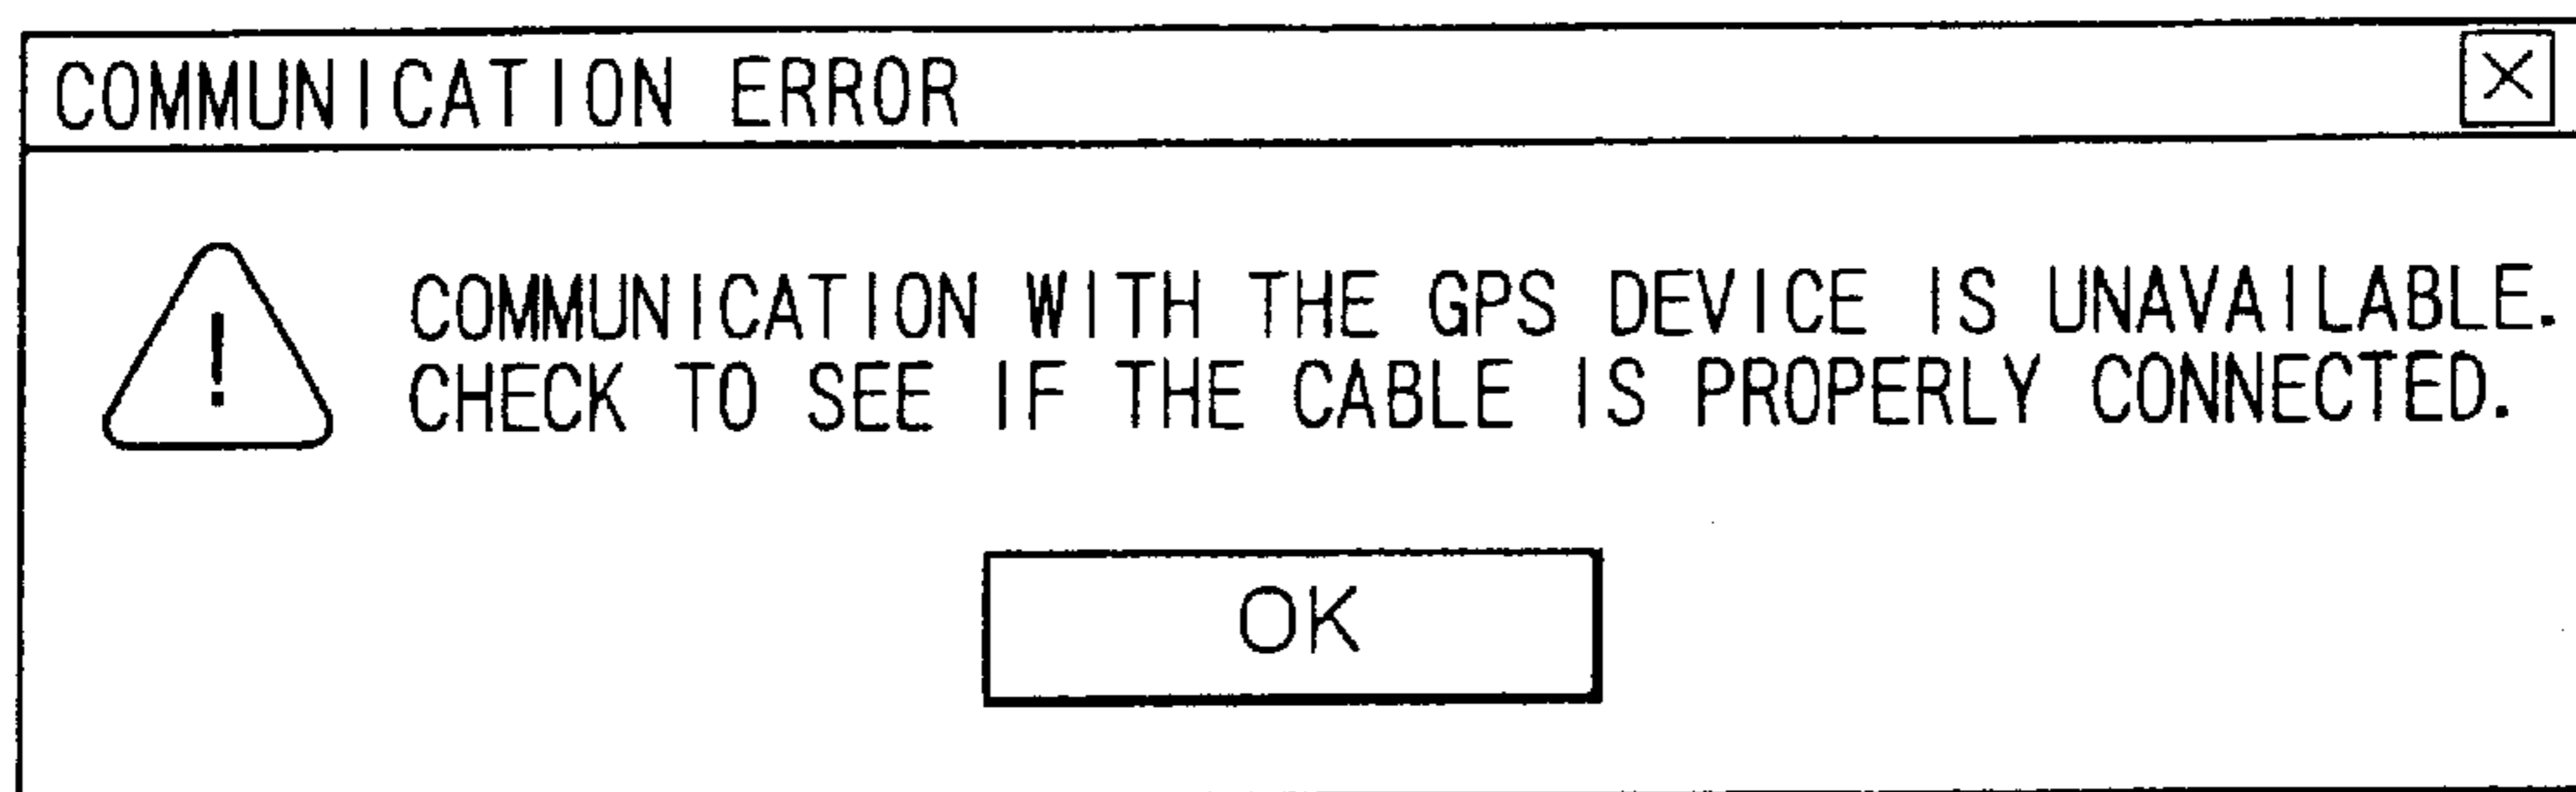 COMMUNICATION ERROR
COMMUNICATION WITH THE GPS DEVICE IS UNAVAILABLE.
CHECK TO SEE IF THE CABLE IS PROPERLY CONNECTED.
OK